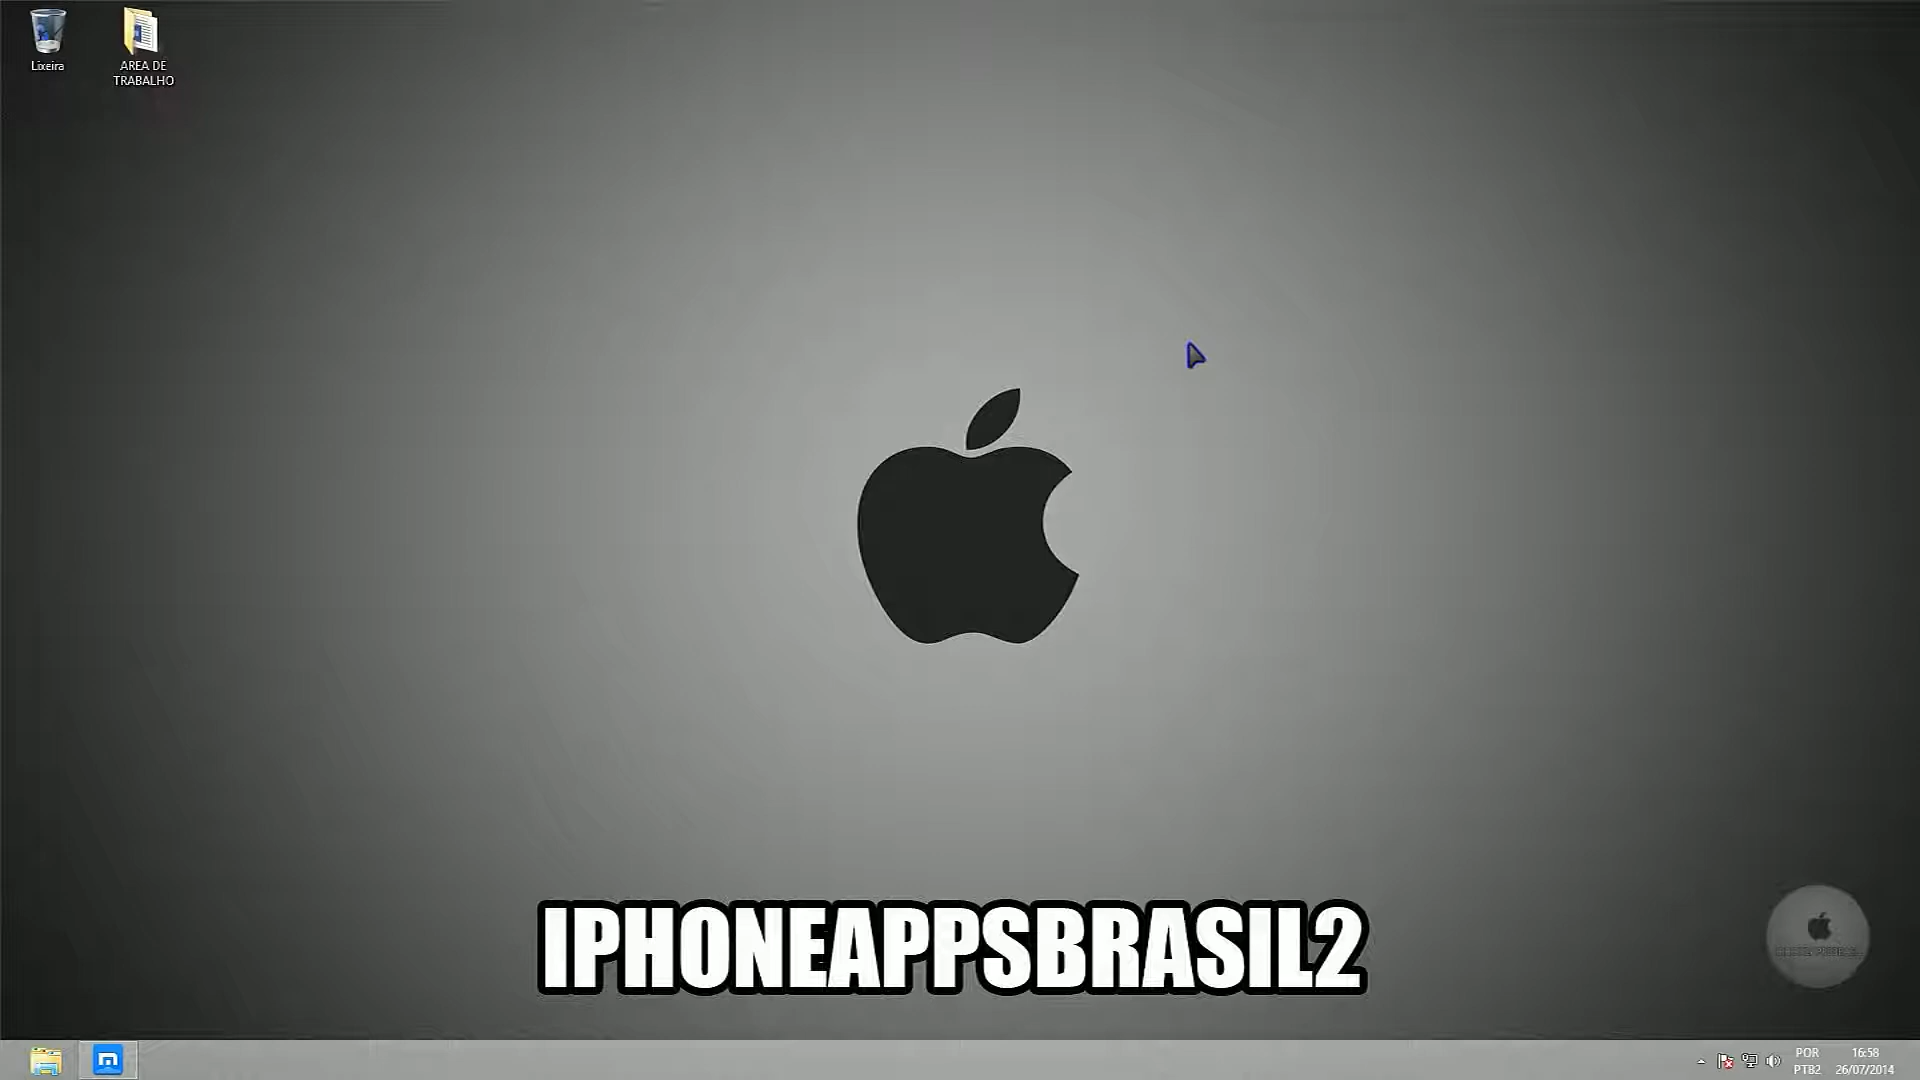 Lixeira
AREA DE
TRABALHO
IPHONEAPPSBRASIL2
POR
PTB2
16:58
26/07/2014